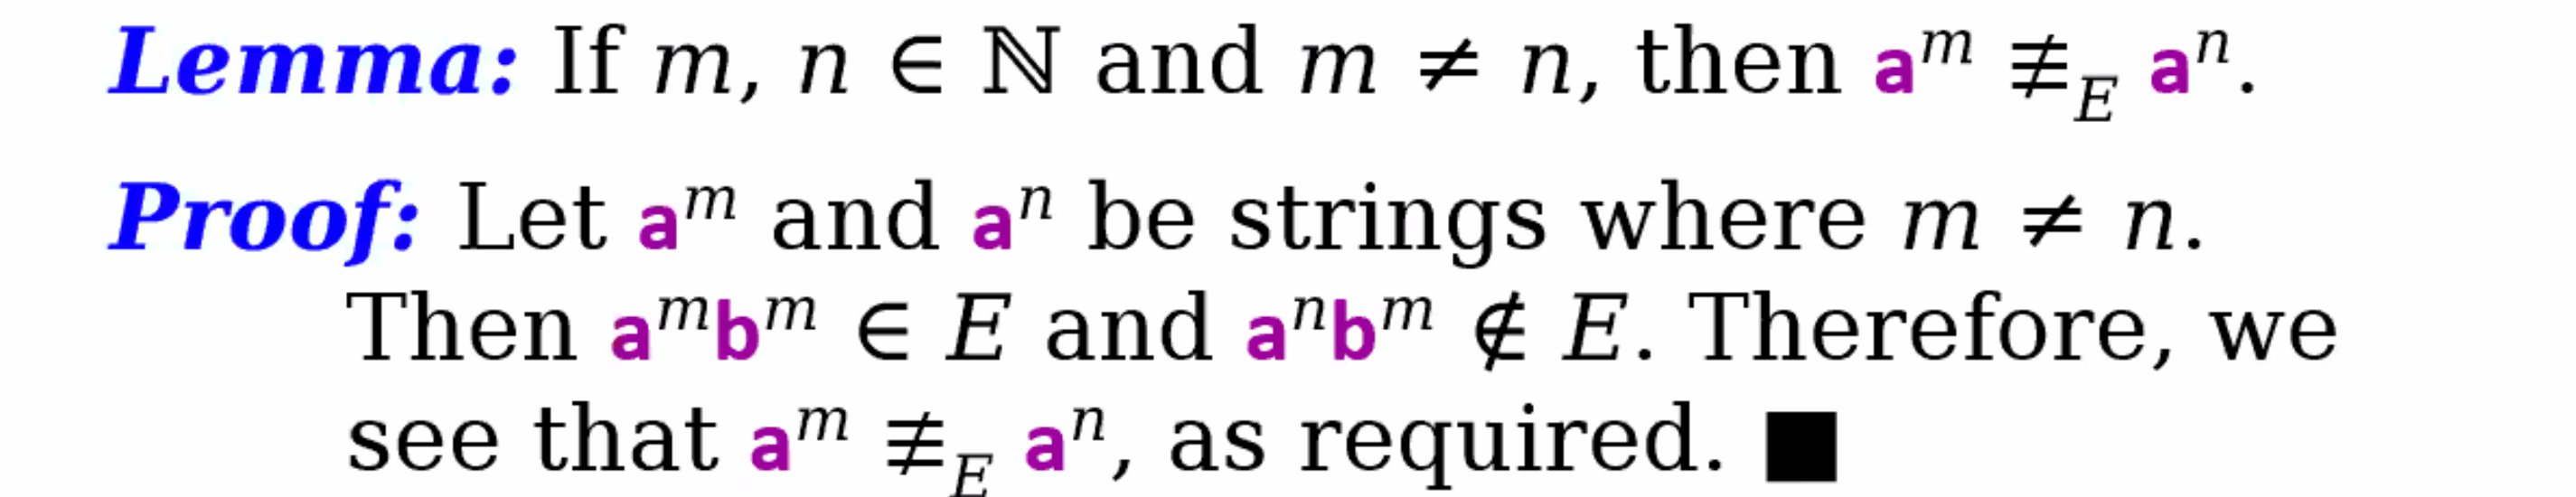 Lemma: If m, n ∈ ℕ and m ≠ n, then aᵐ ≢_E aⁿ.
Proof: Let aᵐ and aⁿ be strings where m ≠ n.
Then aᵐbᵐ ∈ E and aⁿbᵐ ∉ E. Therefore, we
see that aᵐ ≢_E aⁿ, as required. ■